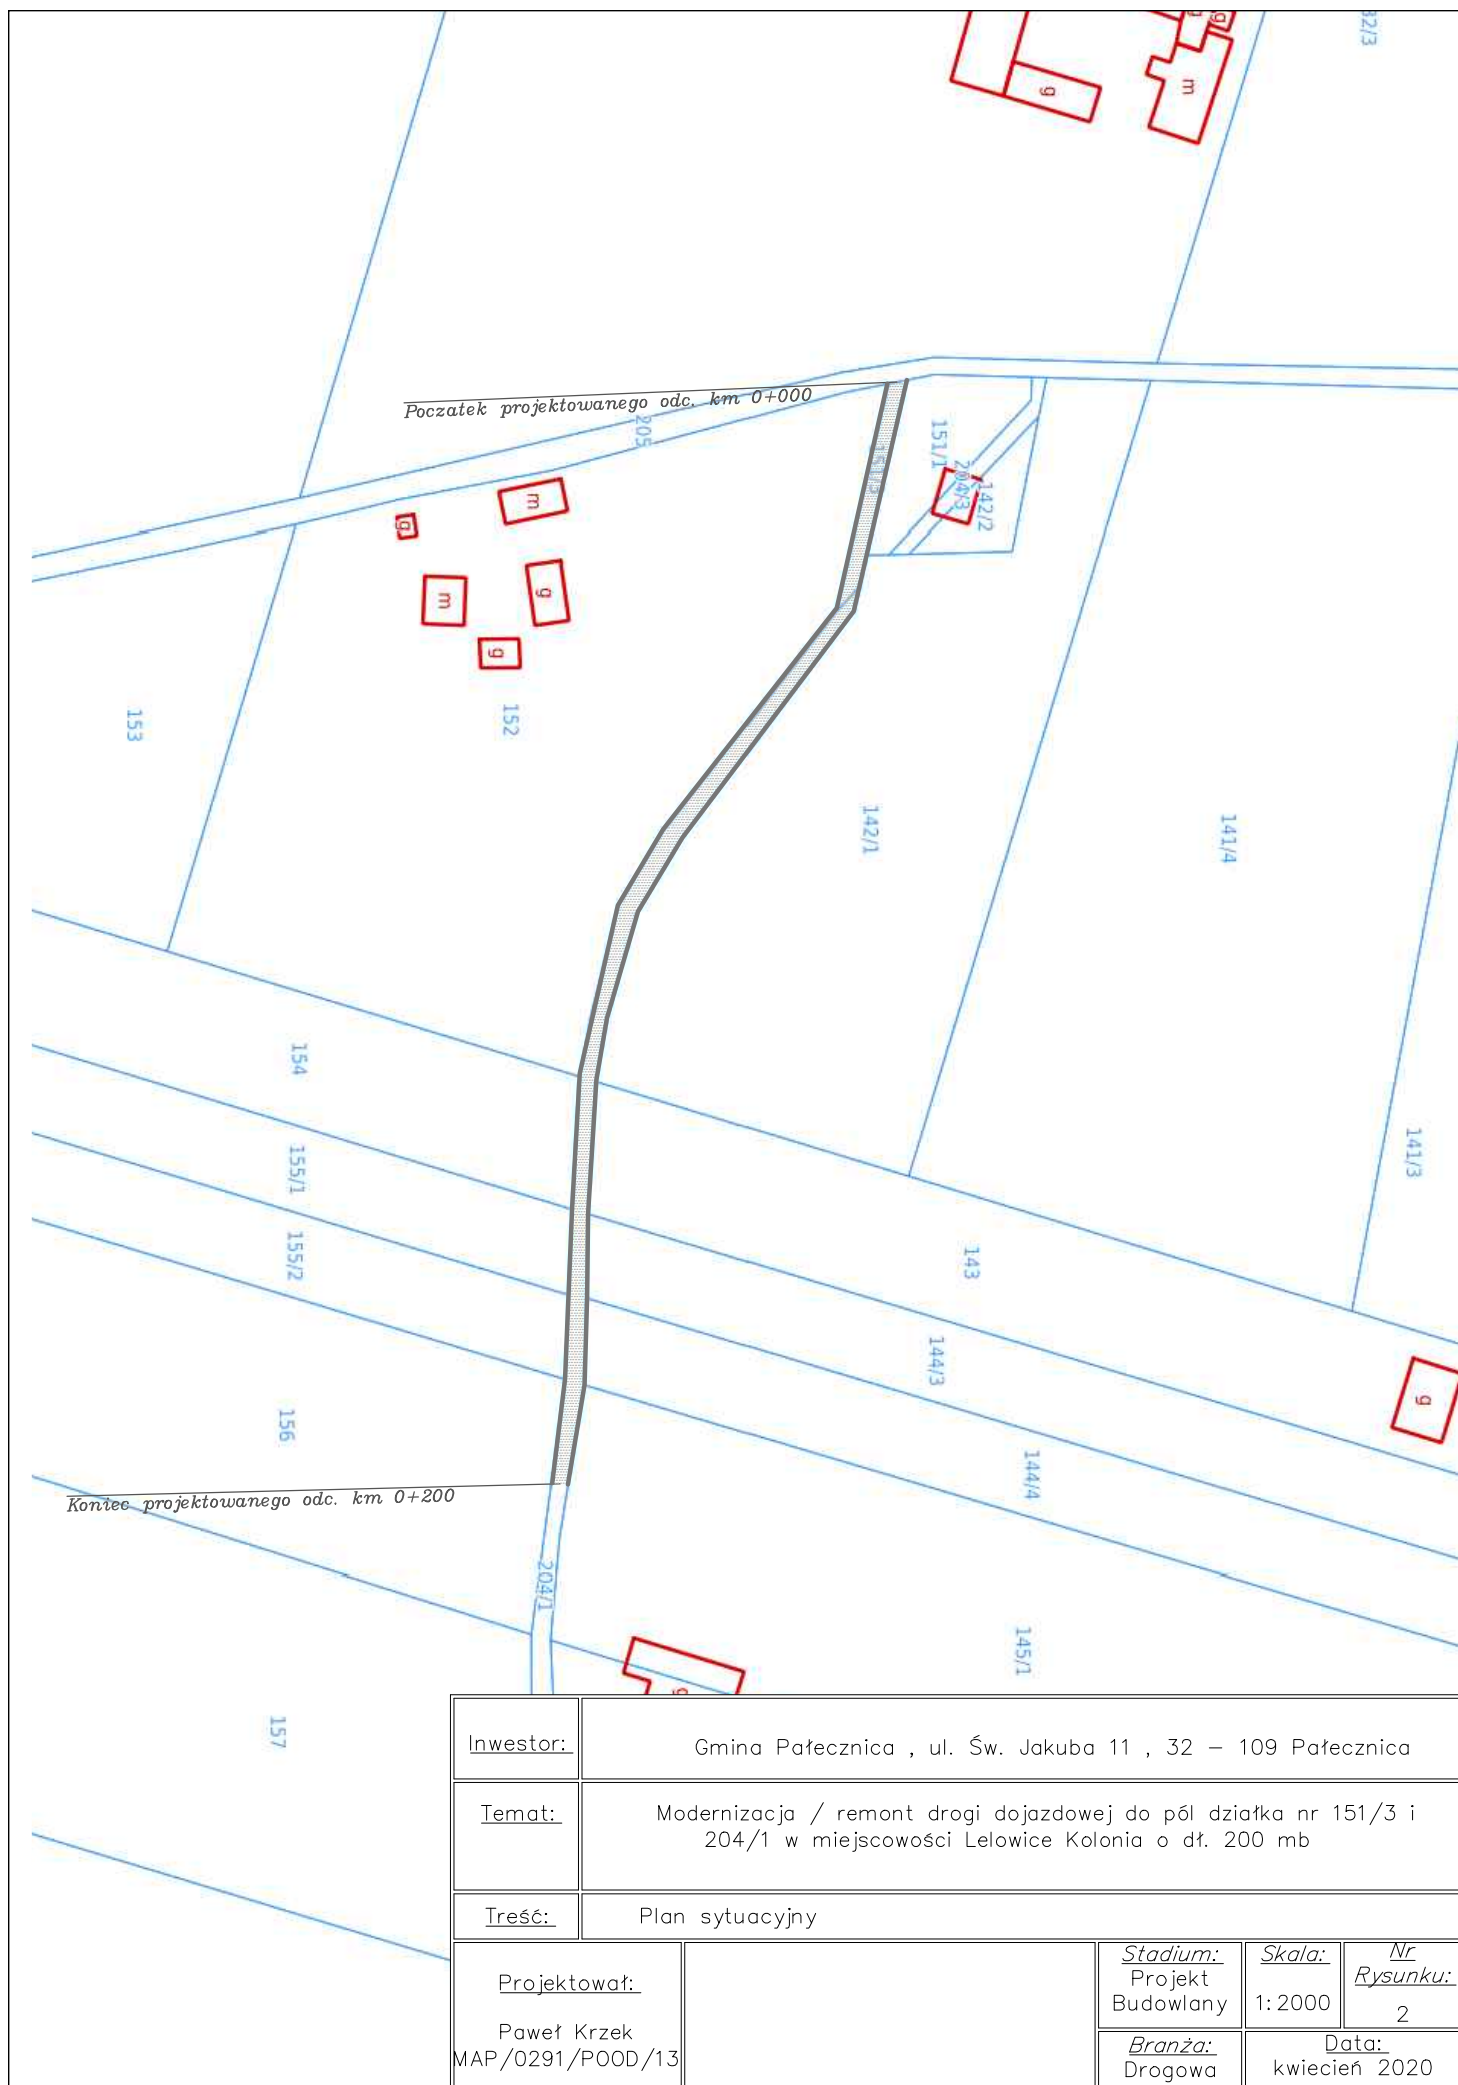 32/3
g
g
m
Poczatek projektowanego odc. km 0+000
205
151/1
204/3
142/2
m
g
m
g
g
153
152
142/1
141/4
154
141/3
155/1
143
155/2
144/3
g
156
144/4
Koniec projektowanego odc. km 0+200
204/1
145/1
157
Inwestor:
Gmina Pałecznica , ul. Św. Jakuba 11 , 32 – 109 Pałecznica
Temat:
Modernizacja / remont drogi dojazdowej do pól działka nr 151/3 i
204/1 w miejscowości Lelowice Kolonia o dł. 200 mb
Treść:
Plan sytuacyjny
Projektował:
Paweł Krzek
MAP/0291/POOD/13
Stadium:
Projekt
Budowlany
Skala:
1:2000
Nr
Rysunku:
2
Branża:
Drogowa
Data:
kwiecień 2020